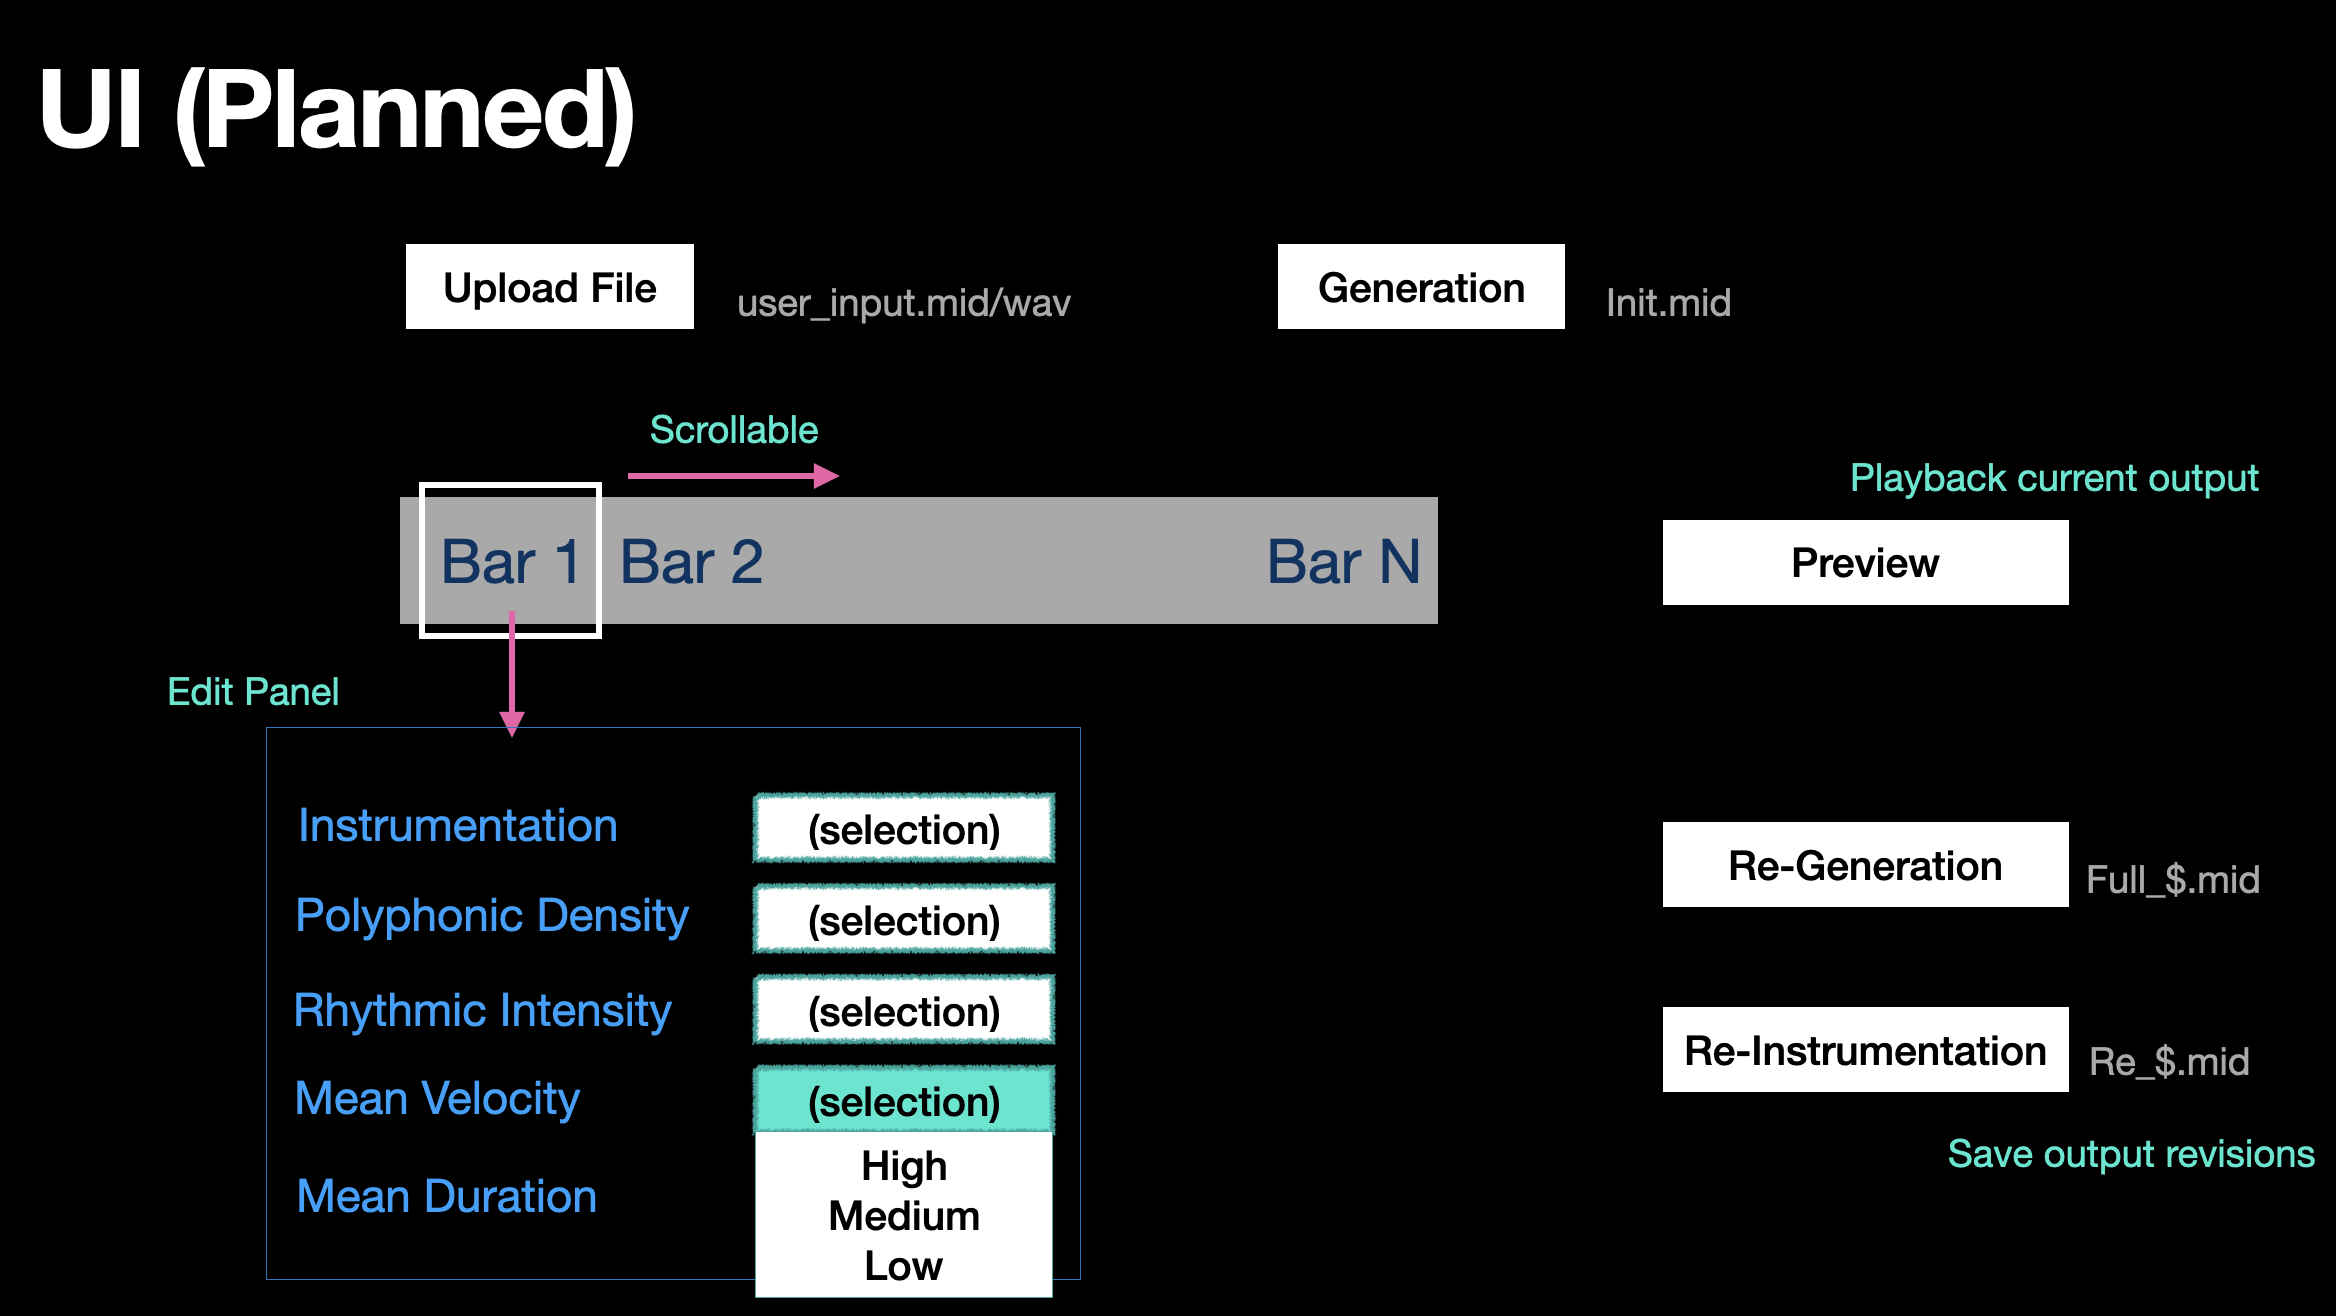 UI (Planned)
Upload File
user_input.mid/wav
Generation
Init.mid
Scrollable
Bar 1
Bar 2
Bar N
Playback current output
Preview
Edit Panel
Instrumentation
(selection)
Polyphonic Density
(selection)
Rhythmic Intensity
(selection)
Mean Velocity
(selection)
High
Medium
Low
Mean Duration
Re-Generation
Full_$.mid
Re-Instrumentation
Re_$.mid
Save output revisions